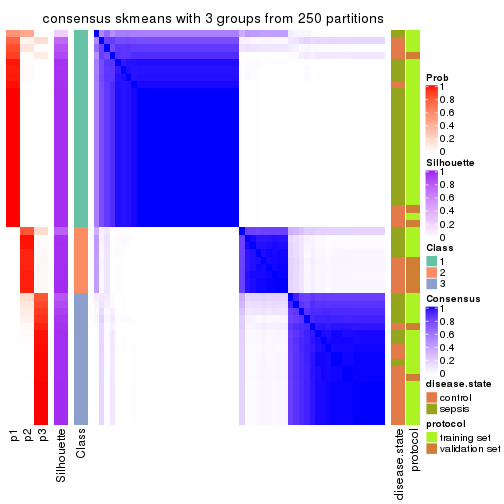 consensus skmeans with 3 groups from 250 partitions
Prob
1
0.8
0.6
0.4
0.2
0
Silhouette
1
0.8
0.6
0.4
0.2
0
Class
1
2
3
Consensus
1
0.8
0.6
0.4
0.2
0
disease.state
control
sepsis
protocol
training set
validation set
p1
p2
p3
Silhouette
Class
disease.state
protocol